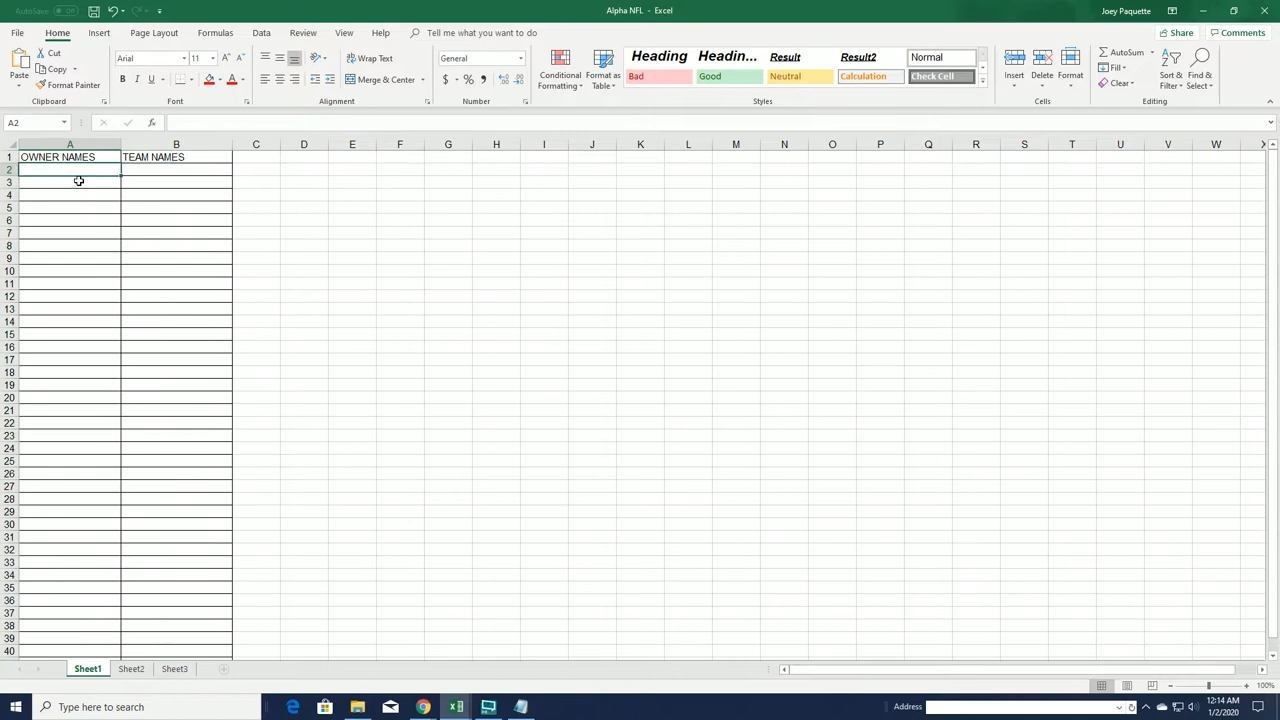 AutoSave Off
Alpha NFL - Excel
Joey Paquette
File Home Insert Page Layout Formulas Data Review View Help Tell me what you want to do
Share Comments
Paste
Cut
Copy
Format Painter
Clipboard
Arial 11
B I U A
Font
Wrap Text
Merge & Center
Alignment
General
$ % ,
Number
Conditional Formatting
Format as Table
Heading Headin... Result Result2 Normal
Bad Good Neutral Calculation Check Cell
Styles
Insert Delete Format
Cells
AutoSum
Fill
Clear
Sort & Filter
Find & Select
Editing
A2 fx
A B C D E F G H I J K L M N O P Q R S T U V W X
1 OWNER NAMES TEAM NAMES
2
3
4
5
6
7
8
9
10
11
12
13
14
15
16
17
18
19
20
21
22
23
24
25
26
27
28
29
30
31
32
33
34
35
36
37
38
39
40
Sheet1 Sheet2 Sheet3
100%
Type here to search
Address
12:14 AM
1/2/2020